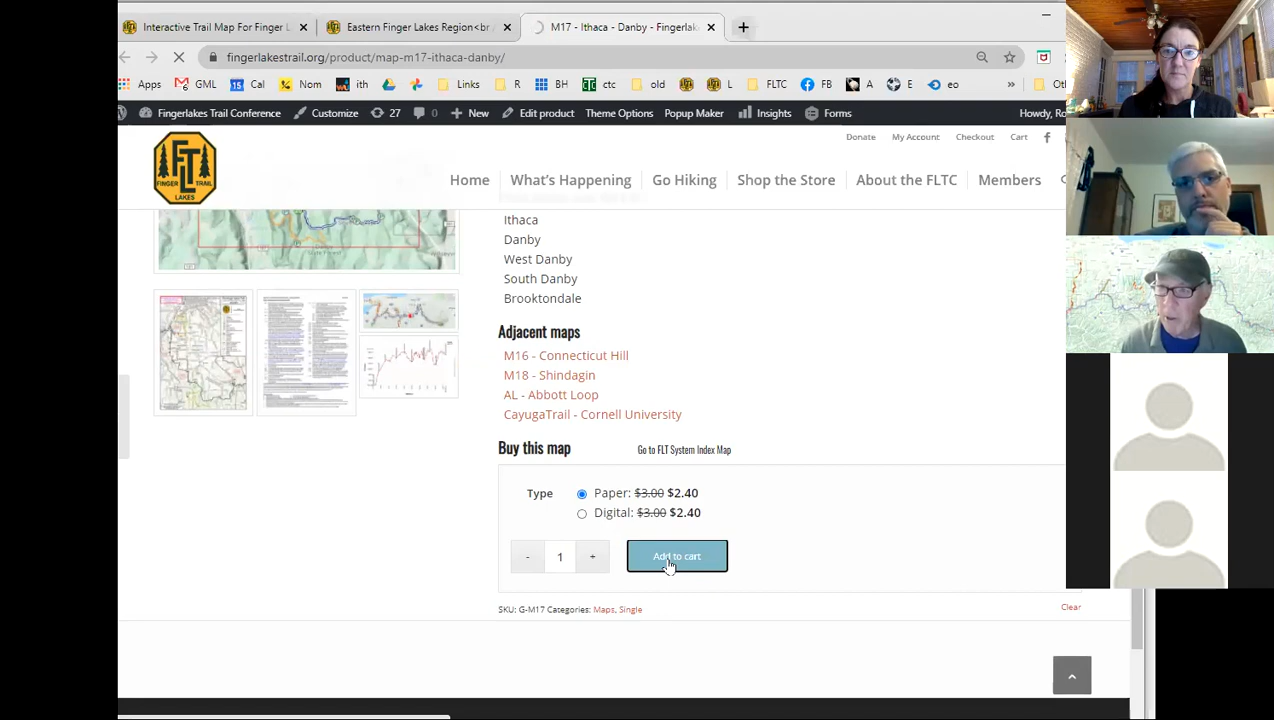 Interactive Trail Map For Finger L
Eastern Finger Lakes Region<br /
M17 - Ithaca - Danby - Fingerlak
fingerlakestrail.org/product/map-m17-ithaca-danby/
Apps GML Cal Nom ith Links R BH ctc old L FLTC FB A E eo » Oth
Fingerlakes Trail Conference Customize 27 0 New Edit product Theme Options Popup Maker Insights Forms Howdy, Ro
Donate My Account Checkout Cart
FLT
FINGER TRAIL
LAKES
Home What's Happening Go Hiking Shop the Store About the FLTC Members
Ithaca
Danby
West Danby
South Danby
Brooktondale
Adjacent maps
M16 - Connecticut Hill
M18 - Shindagin
AL - Abbott Loop
CayugaTrail - Cornell University
Buy this map Go to FLT System Index Map
Type Paper: $3.00 $2.40
Digital: $3.00 $2.40
- 1 + Add to cart
SKU: G-M17 Categories: Maps, Single
Clear